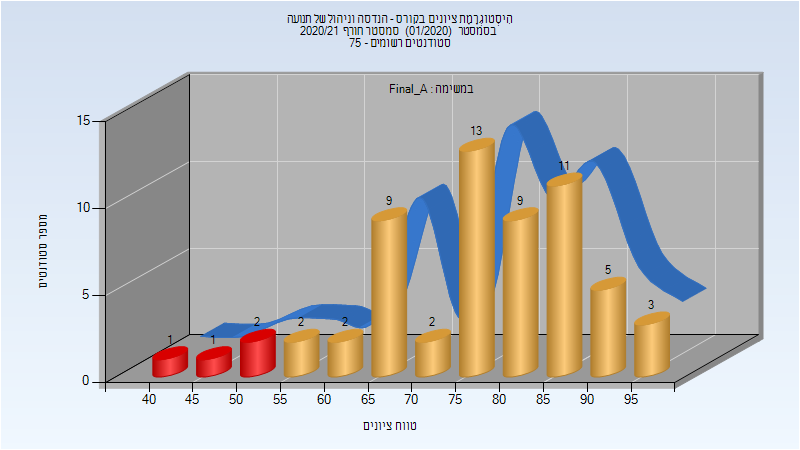 היסטוגרמת ציונים בקורס - הנדסה וניהול של תנועה
בסמסטר (01/2020) סמסטר חורף 2020/21
סטודנטים רשומים - 75
במשימה : Final_A
מספר סטודנטים
15
10
5
0
1
1
2
2
2
9
2
13
9
11
5
3
40 45 50 55 60 65 70 75 80 85 90 95
טווח ציונים